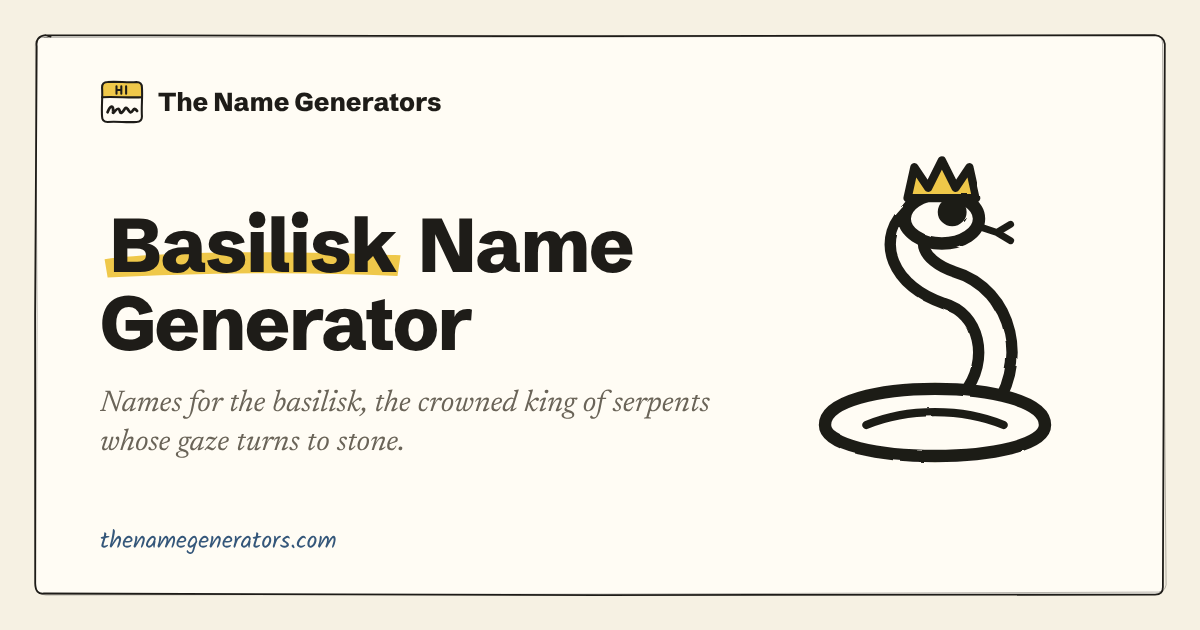 HI
The Name Generators
Basilisk Name
Generator
Names for the basilisk, the crowned king of serpents
whose gaze turns to stone.
thenamegenerators.com